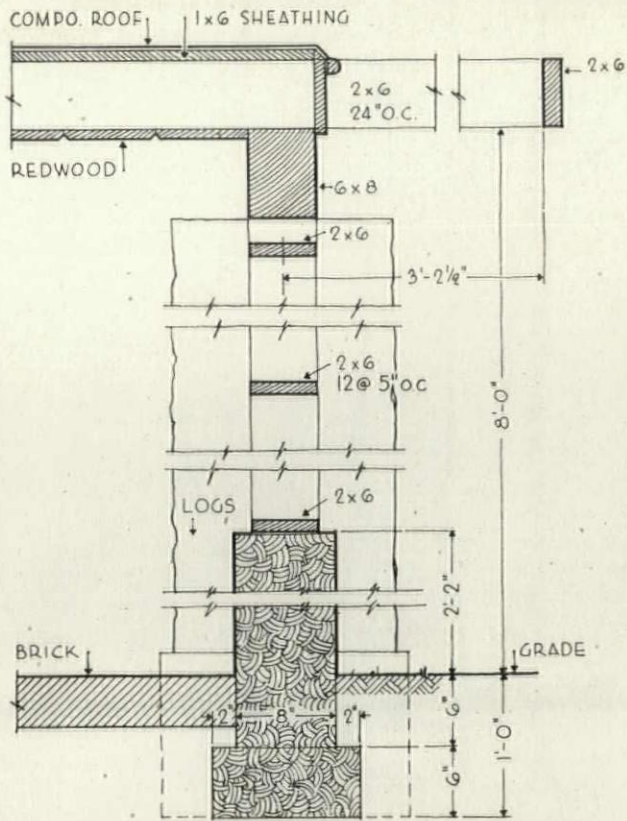 COMPO. ROOF 1x6 SHEATHING
2x6
2x6
24"O.C.
REDWOOD
6x8
2x6
3'-2½"
2x6
12@5"O.C
8'-0"
LOGS
2x6
2'-2"
BRICK
GRADE
2" 8" 2"
6"
6"
1'-0"